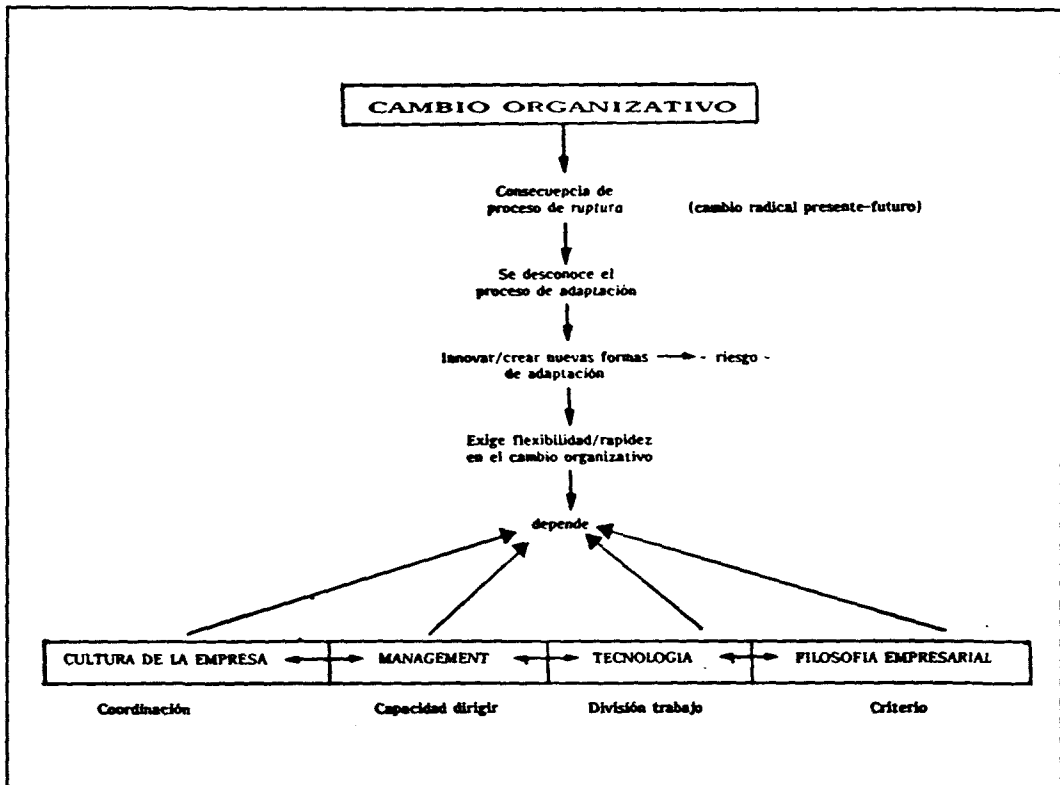 CAMBIO ORGANIZATIVO
Consecuencia de
proceso de ruptura (cambio radical presente-futuro)
Se desconoce el
proceso de adaptación
Innovar/crear nuevas formas - riesgo -
de adaptación
Exige flexibilidad/rapidez
en el cambio organizativo
depende
CULTURA DE LA EMPRESA MANAGEMENT TECNOLOGIA FILOSOFIA EMPRESARIAL
Coordinación Capacidad dirigir División trabajo Criterio